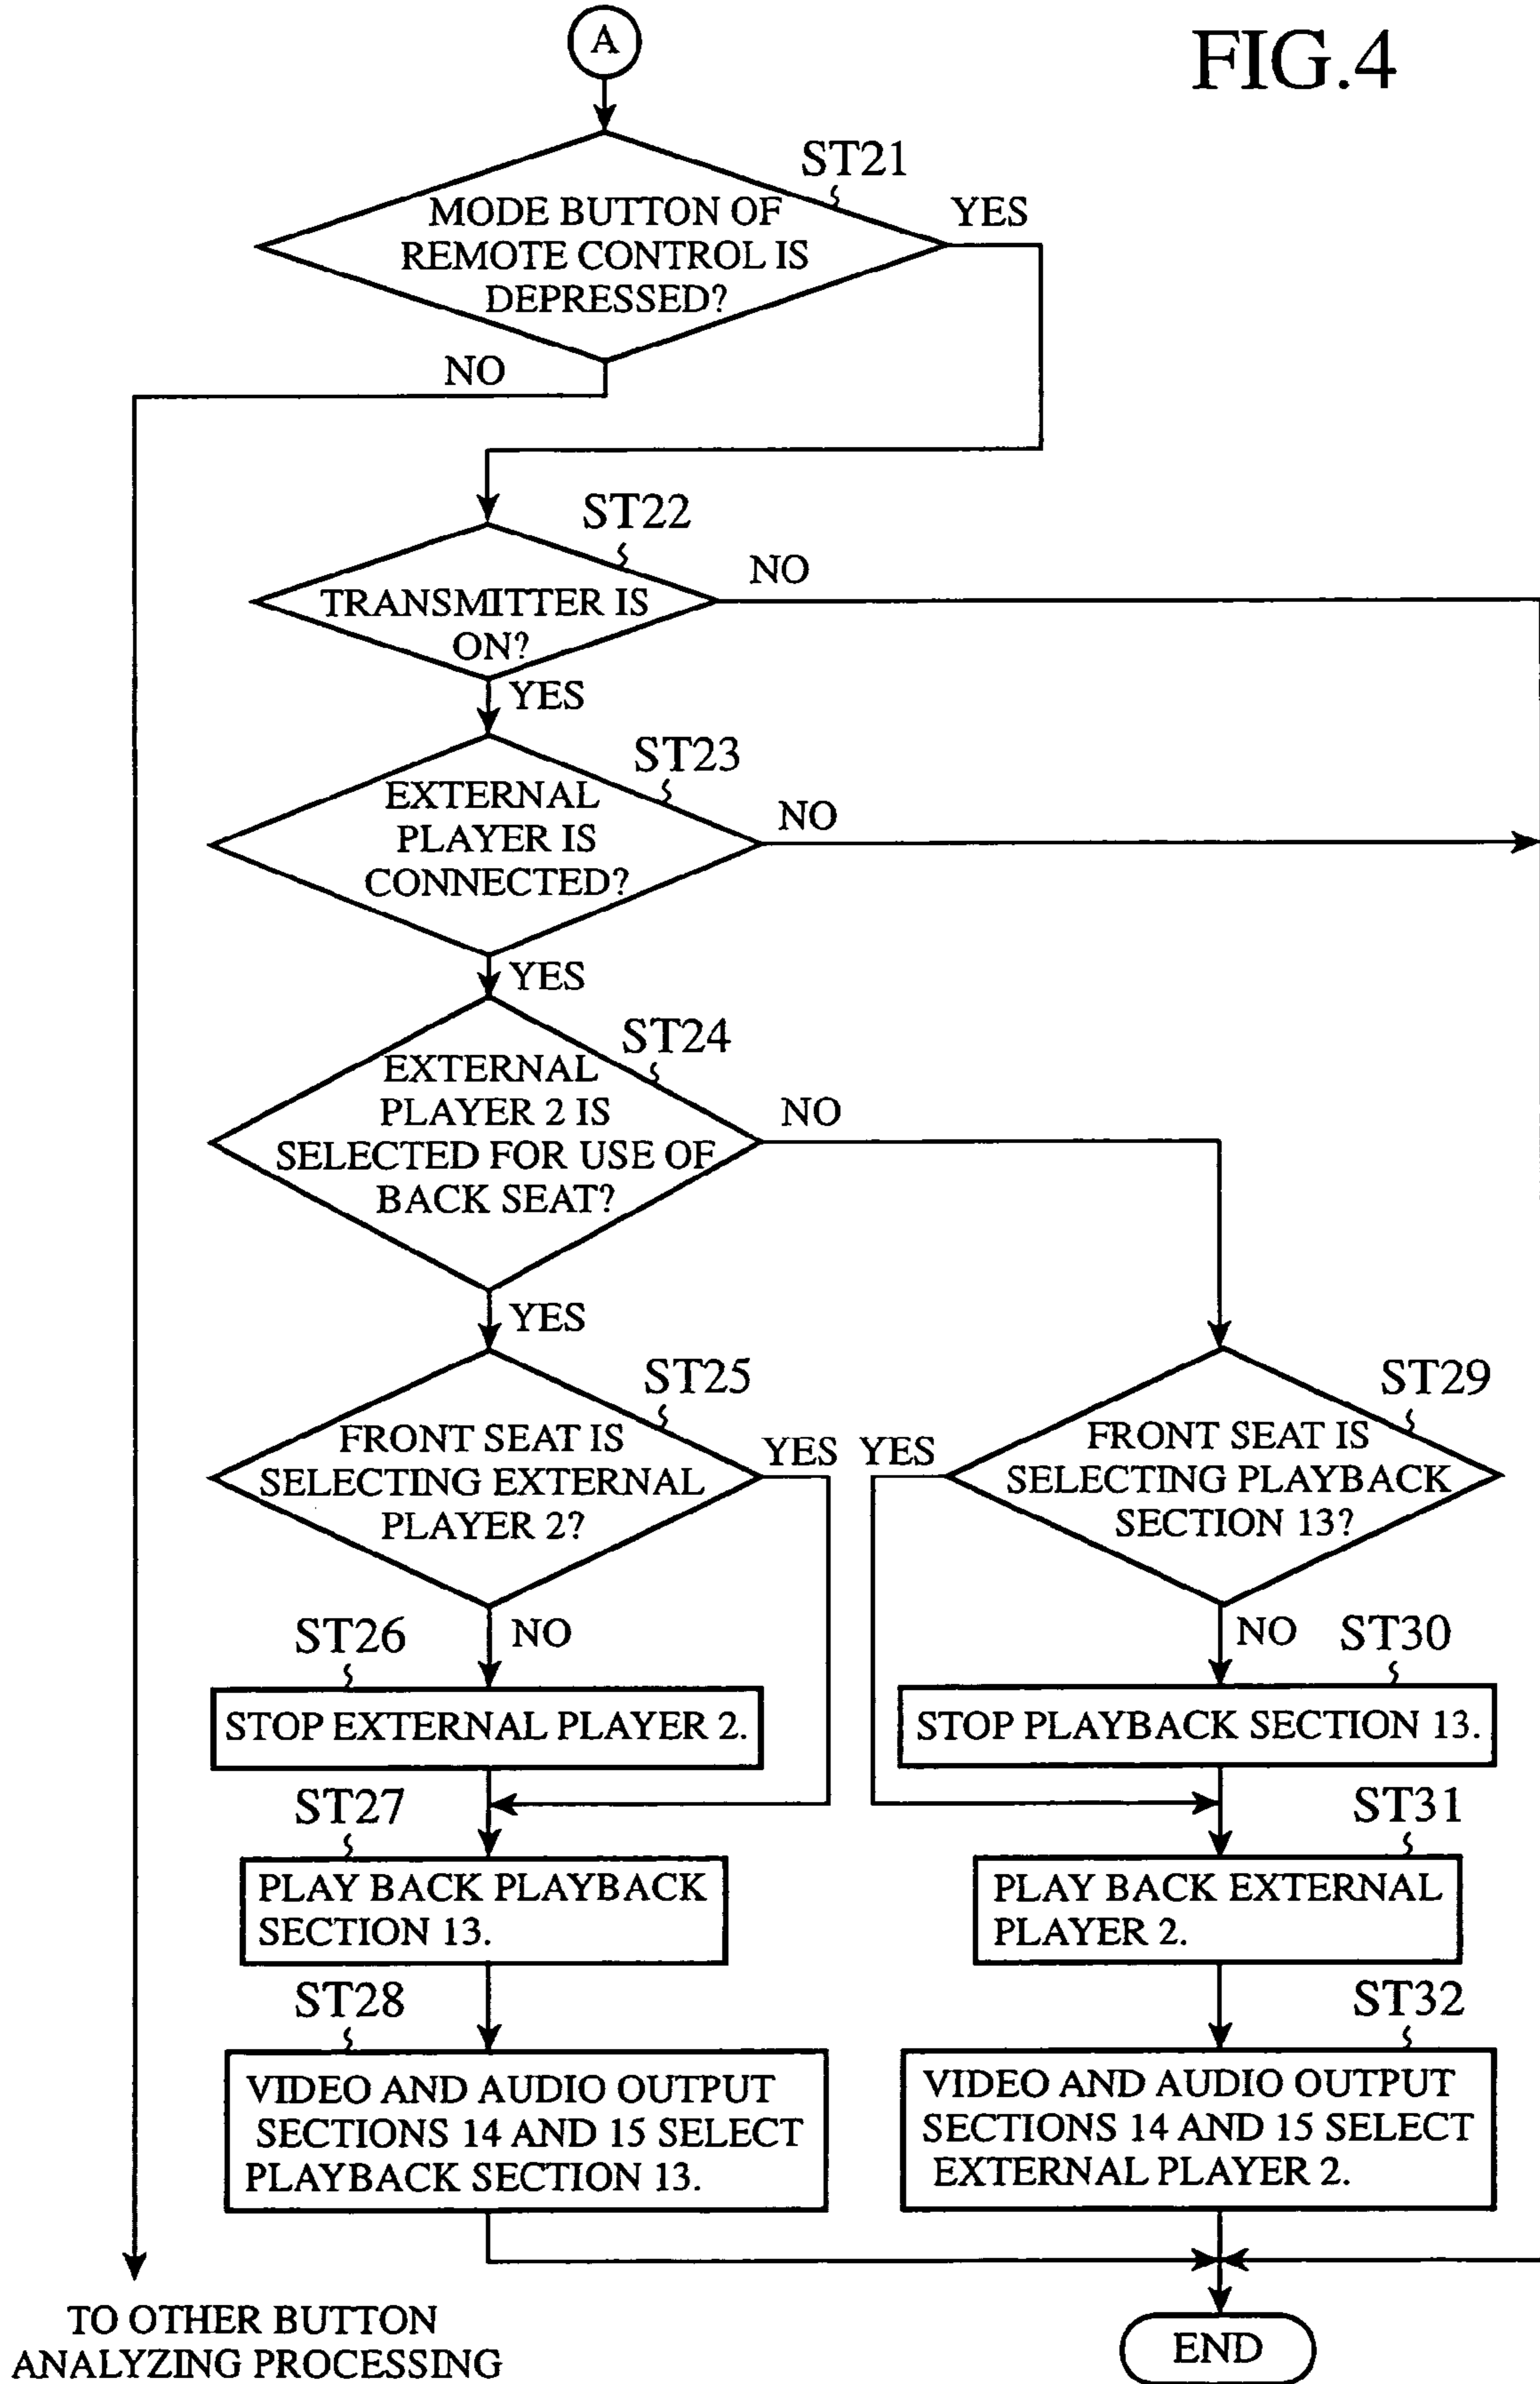 A
FIG.4
ST21
MODE BUTTON OF
REMOTE CONTROL IS
DEPRESSED?
YES
NO
ST22
TRANSMITTER IS
ON?
NO
YES
ST23
EXTERNAL
PLAYER IS
CONNECTED?
NO
YES
ST24
EXTERNAL
PLAYER 2 IS
SELECTED FOR USE OF
BACK SEAT?
NO
YES
ST25
FRONT SEAT IS
SELECTING EXTERNAL
PLAYER 2?
YES
NO
ST29
FRONT SEAT IS
SELECTING PLAYBACK
SECTION 13?
YES
NO
ST26
STOP EXTERNAL PLAYER 2.
ST30
STOP PLAYBACK SECTION 13.
ST27
PLAY BACK PLAYBACK
SECTION 13.
ST31
PLAY BACK EXTERNAL
PLAYER 2.
ST28
VIDEO AND AUDIO OUTPUT
SECTIONS 14 AND 15 SELECT
PLAYBACK SECTION 13.
ST32
VIDEO AND AUDIO OUTPUT
SECTIONS 14 AND 15 SELECT
EXTERNAL PLAYER 2.
TO OTHER BUTTON
ANALYZING PROCESSING
END